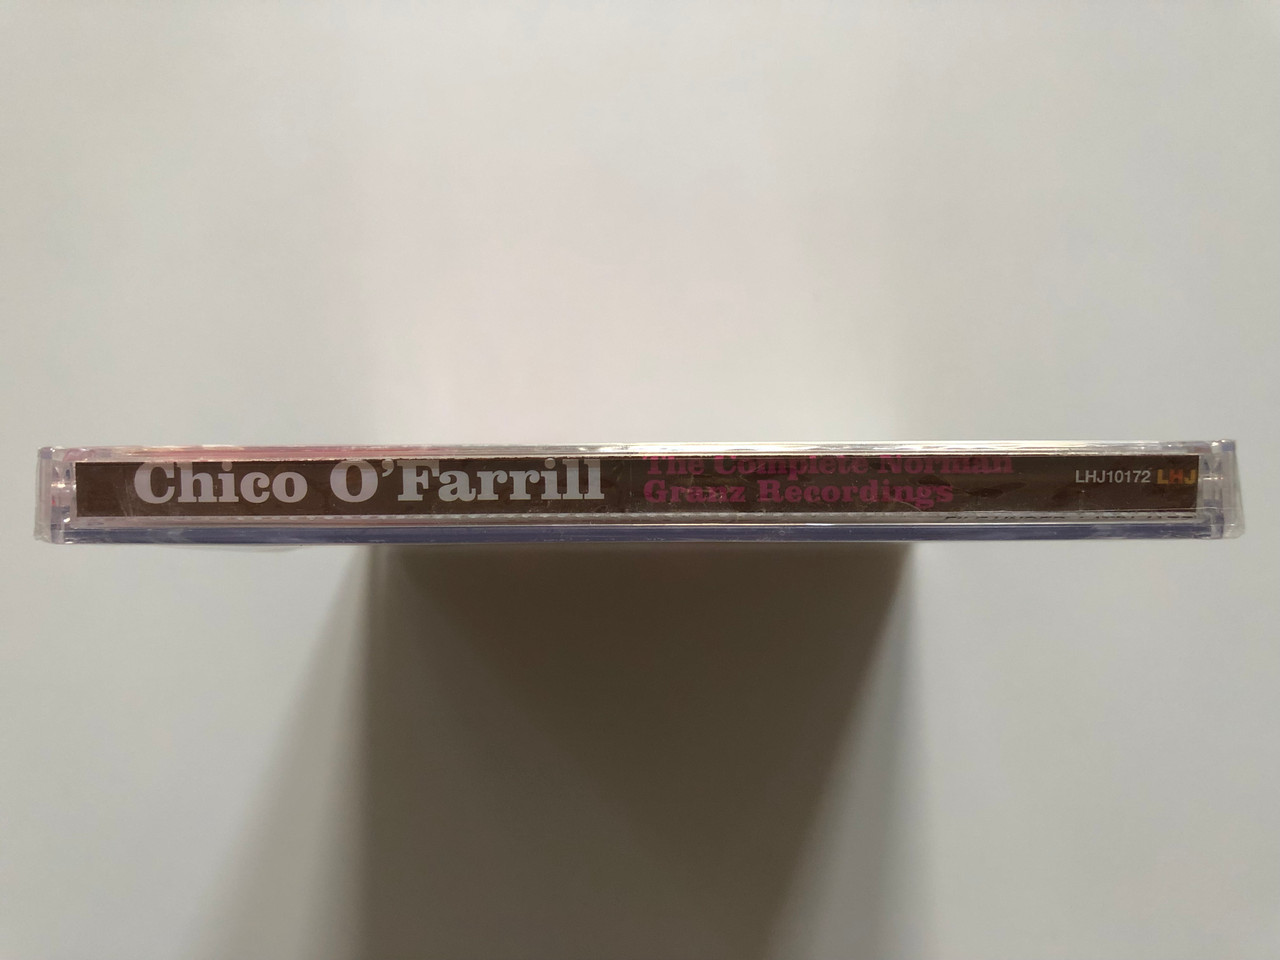 Chico O'Farrill
The Complete Norman
Granz Recordings
LHJ10172 LHJ